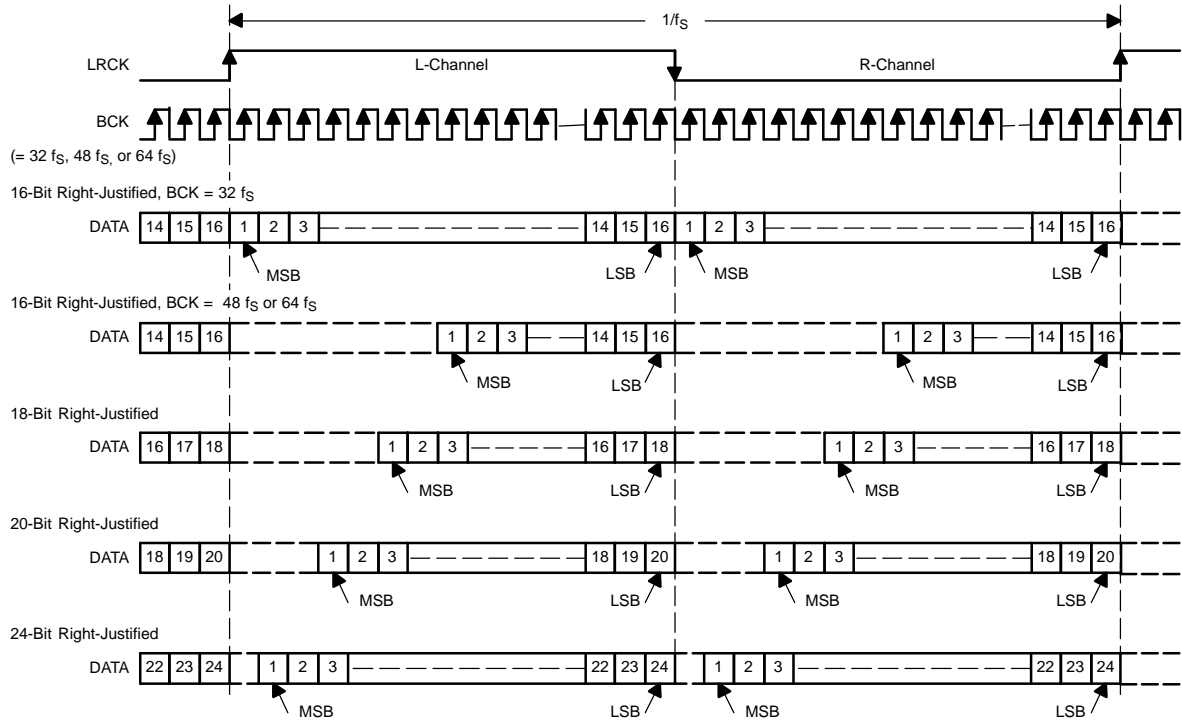 1/fS
LRCK L-Channel R-Channel
BCK
(= 32 fS, 48 fS, or 64 fS)
16-Bit Right-Justified, BCK = 32 fS
DATA 14 15 16 1 2 3 14 15 16 1 2 3 14 15 16
MSB LSB MSB LSB
16-Bit Right-Justified, BCK = 48 fS or 64 fS
DATA 14 15 16 1 2 3 14 15 16 1 2 3 14 15 16
MSB LSB MSB LSB
18-Bit Right-Justified
DATA 16 17 18 1 2 3 16 17 18 1 2 3 16 17 18
MSB LSB MSB LSB
20-Bit Right-Justified
DATA 18 19 20 1 2 3 18 19 20 1 2 3 18 19 20
MSB LSB MSB LSB
24-Bit Right-Justified
DATA 22 23 24 1 2 3 22 23 24 1 2 3 22 23 24
MSB LSB MSB LSB